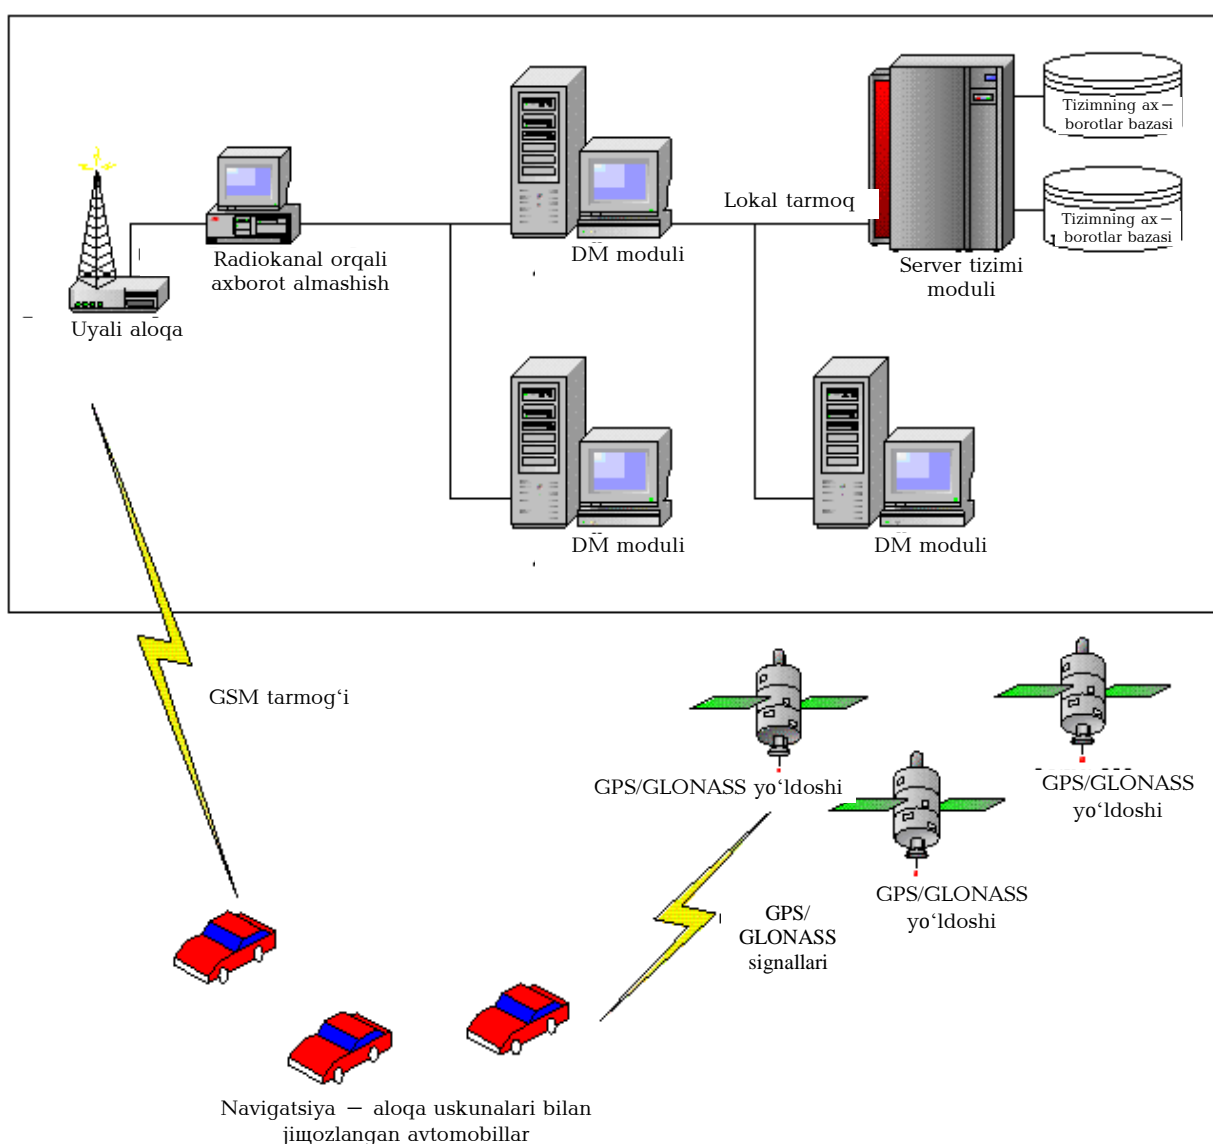 Tizimning ax–
borotlar bazasi
Lokal tarmoq
Tizimning ax–
borotlar bazasi
Radiokanal orqali
axborot almashish
DM moduli
Server tizimi
moduli
Uyali aloqa
DM moduli
DM moduli
GSM tarmog‘i
GPS/GLONASS yo‘ldoshi
GPS/GLONASS
yo‘ldoshi
GPS/GLONASS
yo‘ldoshi
GPS/
GLONASS
signallari
Navigatsiya – aloqa uskunalari bilan
jiщozlangan avtomobillar